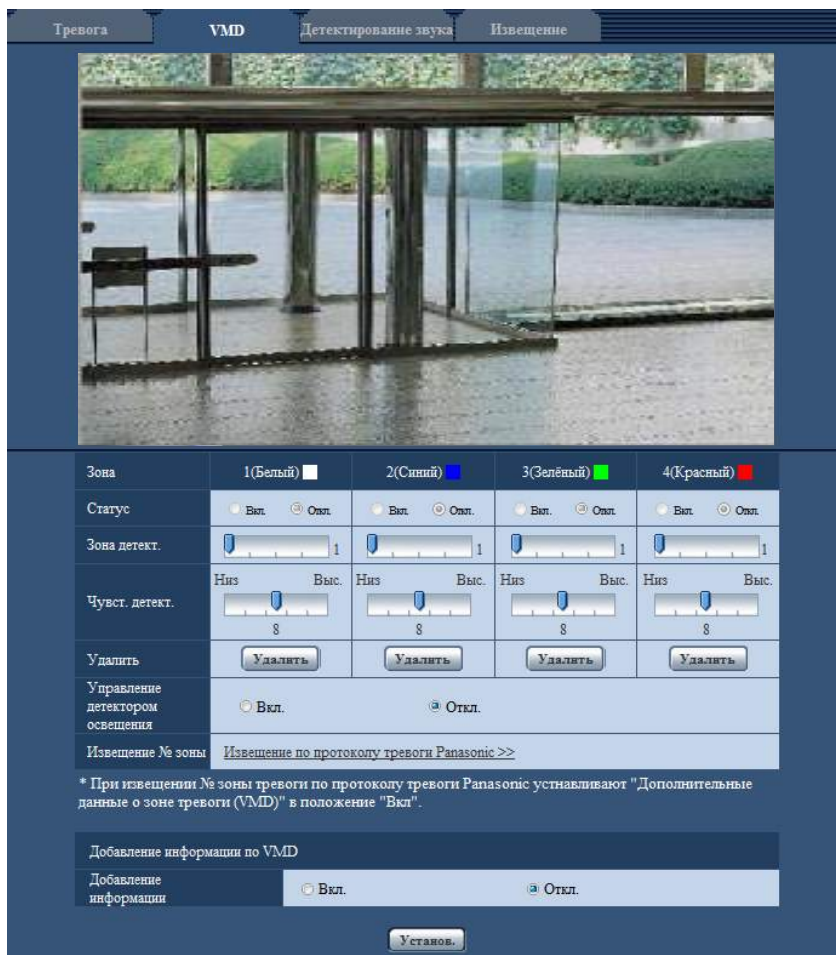 Тревога VMD Детектирование звука Извещение
Зона 1(Белый) 2(Синий) 3(Зелёный) 4(Красный)
Статус Вкл. Откл. Вкл. Откл. Вкл. Откл. Вкл. Откл.
Зона детект. 1 1 1 1
Чувст. детект. Низ Выс. Низ Выс. Низ Выс. Низ Выс.
8 8 8 8
Удалить Удалить Удалить Удалить Удалить
Управление
детектором
освещения
Вкл. Откл.
Извещение № зоны Извещение по протоколу тревоги Panasonic >>
* При извещении № зоны тревоги по протоколу тревоги Panasonic устнавливают "Дополнительные
данные о зоне тревоги (VMD)" в положение "Вкл".
Добавление информации по VMD
Добавление
информации
Вкл. Откл.
Установ.